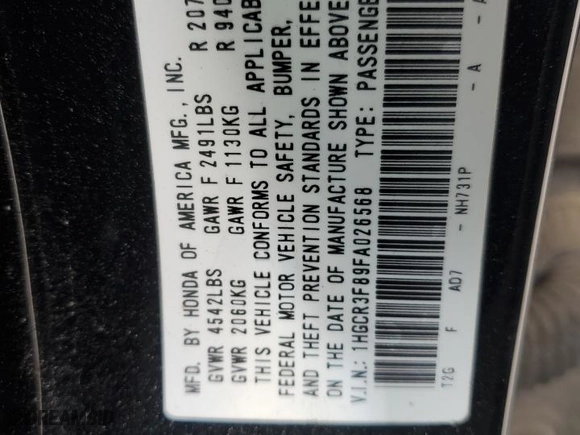 MFD. BY HONDA OF AMERICA MFG., INC.
GVWR 4542LBS GAWR F 2491LBS R 207
GVWR 2060KG GAWR F 1130KG R 940
THIS VEHICLE CONFORMS TO ALL APPLICAB
FEDERAL MOTOR VEHICLE SAFETY, BUMPER,
AND THEFT PREVENTION STANDARDS IN EFFE
ON THE DATE OF MANUFACTURE SHOWN ABOVE
V.I.N.: 1HGCR3F89FA026568 TYPE: PASSENGE
T2G F AD7 - NH731P - A - A